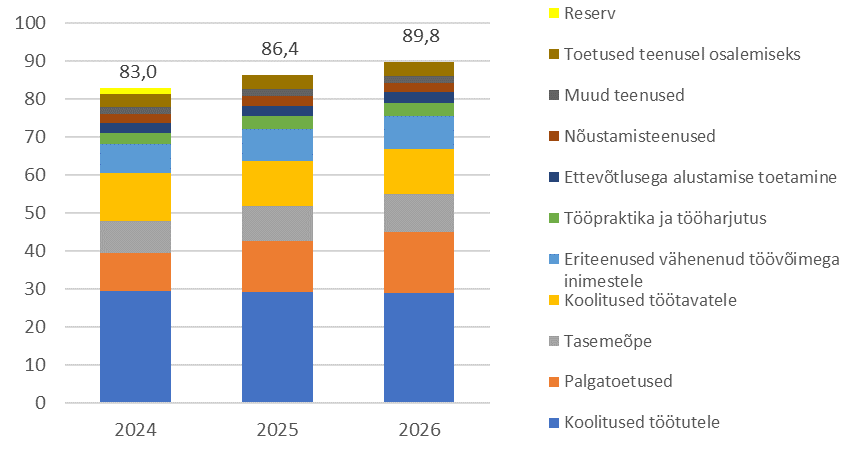 100
90
80
70
60
50
40
30
20
10
0
83,0
86,4
89,8
2024
2025
2026
Reserv
Toetused teenusel osalemiseks
Muud teenused
Nõustamisteenused
Ettevõtlusega alustamise toetamine
Tööpraktika ja tööharjutus
Eriteenused vähenenud töövõimega
inimestele
Koolitused töötavatele
Tasemeõpe
Palgatoetused
Koolitused töötutele